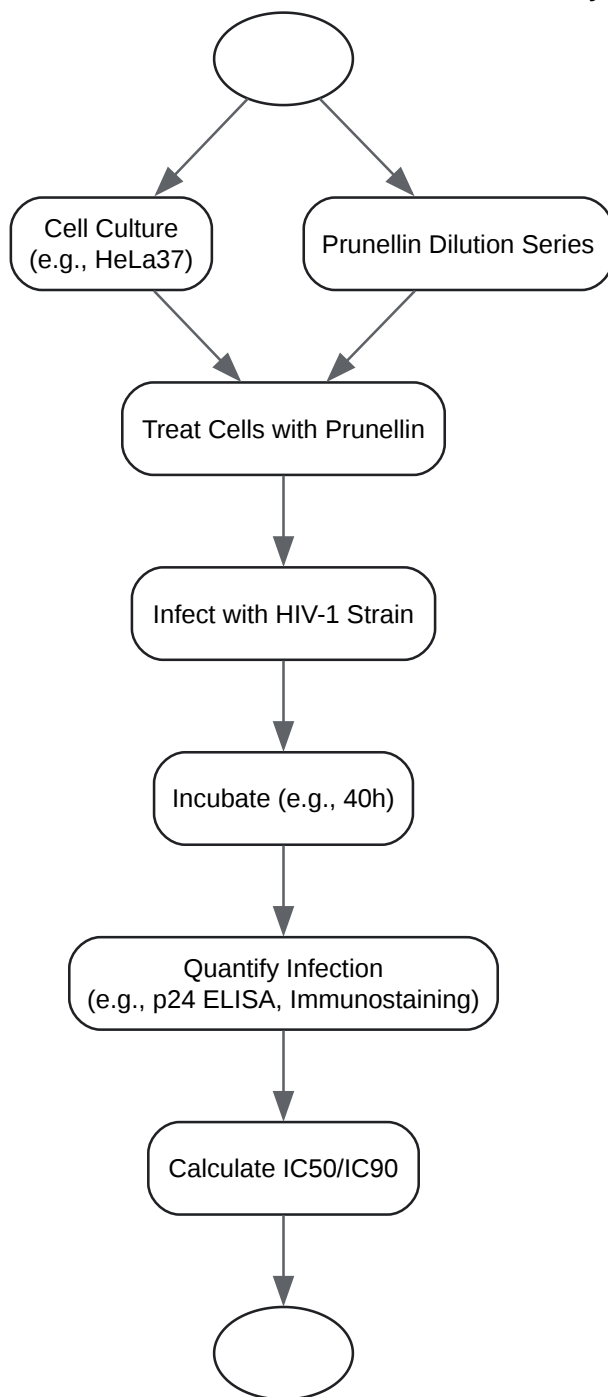 Cell Culture
(e.g., HeLa37)
Prunellin Dilution Series
Treat Cells with Prunellin
Infect with HIV-1 Strain
Incubate (e.g., 40h)
Quantify Infection
(e.g., p24 ELISA, Immunostaining)
Calculate IC50/IC90